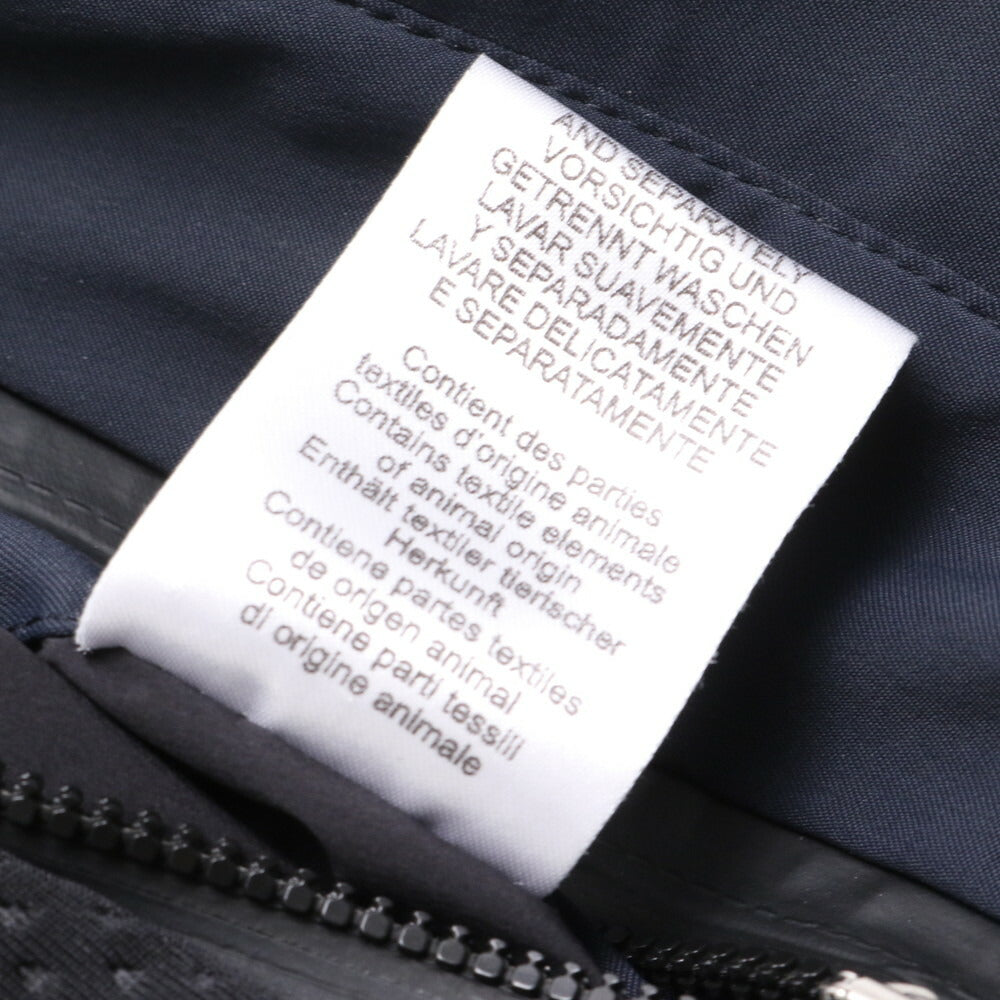 AND SEPARATELY
VORSICHTIG UND
GETRENNT WASCHEN
LAVAR SUAVEMENTE
Y SEPARADAMENTE
LAVARE DELICATAMENTE
E SEPARATAMENTE
Contient des parties
textiles d'origine animale
Contains textile elements
of animal origin
Enthält textiler tierischer
Herkunft
Contiene partes textiles
de origen animal
Contiene parti tessili
di origine animale